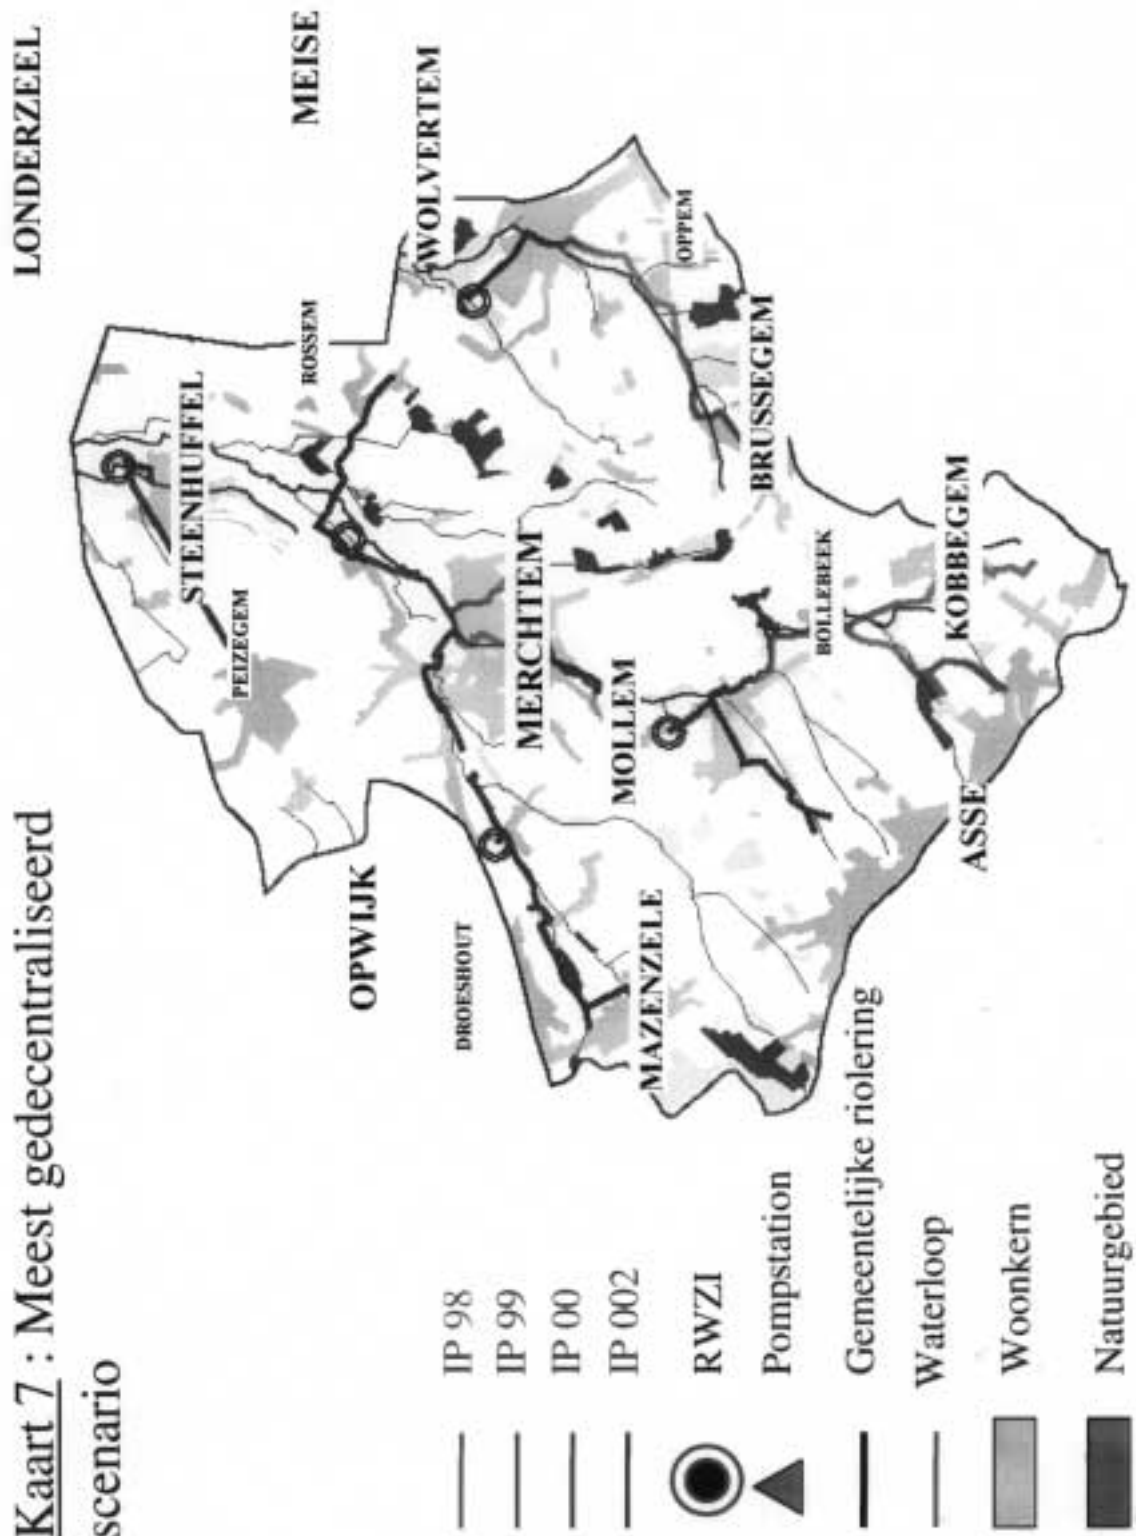 Kaart 7 : Meest gedecentraliseerd
scenario
LONDERZEEL
MEISE
WOLVERTEM
STEENHUFFEL
ROSSEM
OPPEM
PEIZEGEM
BRUSSEGEM
MERCHTEM
OPWIJK
MOLLEM
BOLLEBEEK
KOBBEGEM
DROESHOUT
MAZENZELE
ASSE
IP 98
IP 99
IP 00
IP 002
RWZI
Pompstation
Gemeentelijke riolering
Waterloop
Woonkern
Natuurgebied